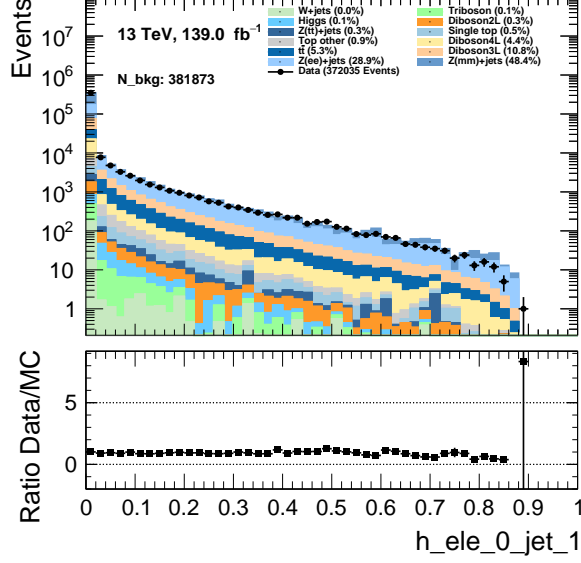 Events
10⁷
10⁶
10⁵
10⁴
10³
10²
10
1
13 TeV, 139.0 fb⁻¹
N_bkg: 381873
W+jets (0.0%)
Higgs (0.1%)
Z(tt)+jets (0.3%)
Top other (0.9%)
tt̄ (5.3%)
Z(ee)+jets (28.9%)
Data (372035 Events)
Triboson (0.1%)
Diboson2L (0.3%)
Single top (0.5%)
Diboson4L (4.4%)
Diboson3L (10.8%)
Z(mm)+jets (48.4%)
Ratio Data/MC
5
0
0 0.1 0.2 0.3 0.4 0.5 0.6 0.7 0.8 0.9 1
h_ele_0_jet_1